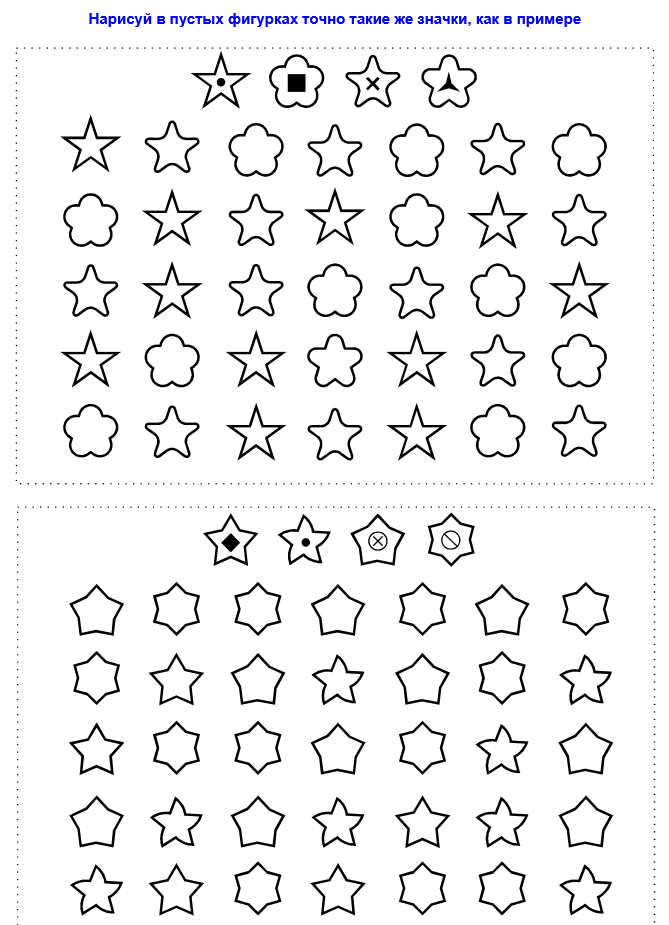 Нарисуй в пустых фигурках точно такие же значки, как в примере